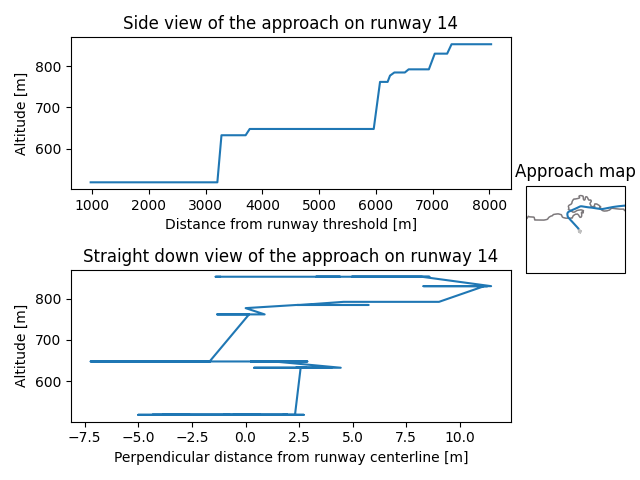 Side view of the approach on runway 14
Altitude [m]
800
700
600
1000 2000 3000 4000 5000 6000 7000 8000
Distance from runway threshold [m]
Approach map
Straight down view of the approach on runway 14
Altitude [m]
800
700
600
−7.5 −5.0 −2.5 0.0 2.5 5.0 7.5 10.0
Perpendicular distance from runway centerline [m]